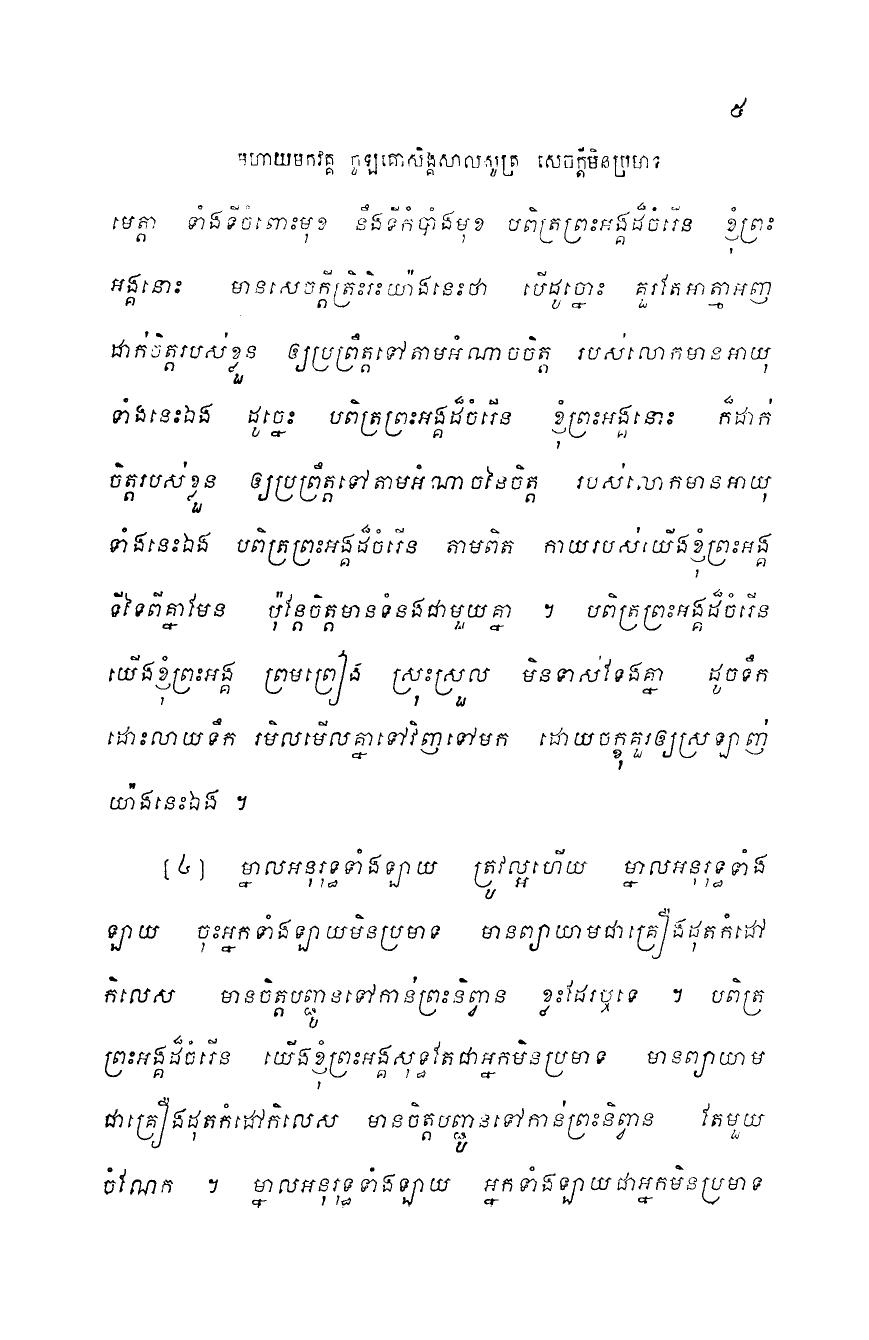 ៥
មហាយមកវគ្គ ចូឡគោសិង្គសាលសូត្រ សេចក្តីមិនប្រមាទ
មេត្តា ទាំងទីចំពោះមុខ នឹងទីកំបាំងមុខ បពិត្រព្រះអង្គដ៏ចំរើន ខ្ញុំព្រះ
អង្គនោះ មានសេចក្តីត្រិះរិះយ៉ាងនេះថា បើដូច្នោះ គួរតែអាត្មាអញ
ដាក់ចិត្តរបស់ខ្លួន ឲ្យប្រព្រឹត្តទៅតាមអំណាចចិត្ត របស់លោកមានអាយុ
ទាំងនេះឯង ដូច្នេះ បពិត្រព្រះអង្គដ៏ចំរើន ខ្ញុំព្រះអង្គនោះ ក៏ដាក់
ចិត្តរបស់ខ្លួន ឲ្យប្រព្រឹត្តទៅតាមអំណាចនៃចិត្ត របស់លោកមានអាយុ
ទាំងនេះឯង បពិត្រព្រះអង្គដ៏ចំរើន តាមពិត កាយរបស់យើងខ្ញុំព្រះអង្គ
ទីទៃពីគ្នាមែន ប៉ុន្តែចិត្តមានទំនងជាមួយគ្នា ។ បពិត្រព្រះអង្គដ៏ចំរើន
យើងខ្ញុំព្រះអង្គ ព្រមព្រៀង ស្រុះស្រួល មិនទាស់ទែងគ្នា ដូចទឹក
ដោះលាយទឹក រមិលមើលគ្នាទៅវិញទៅមក ដោយចក្ខុគួរឲ្យស្រឡាញ់
យ៉ាងនេះឯង ។
[៤] ម្នាលអនុរុទ្ធទាំងឡាយ ត្រូវល្អហើយ ម្នាលអនុរុទ្ធទាំង
ឡាយ ចុះអ្នកទាំងឡាយមិនប្រមាទ មានព្យាយាមជាគ្រឿងដុតកំដៅ
កិលេស មានចិត្តបញ្ជូនទៅកាន់ព្រះនិព្វាន ខ្លះដែរឬទេ ។ បពិត្រ
ព្រះអង្គដ៏ចំរើន យើងខ្ញុំព្រះអង្គសុទ្ធតែជាអ្នកមិនប្រមាទ មានព្យាយាម
ជាគ្រឿងដុតកំដៅកិលេស មានចិត្តបញ្ជូនទៅកាន់ព្រះនិព្វាន តែមួយ
ចំណែក ។ ម្នាលអនុរុទ្ធទាំងឡាយ អ្នកទាំងឡាយជាអ្នកមិនប្រមាទ